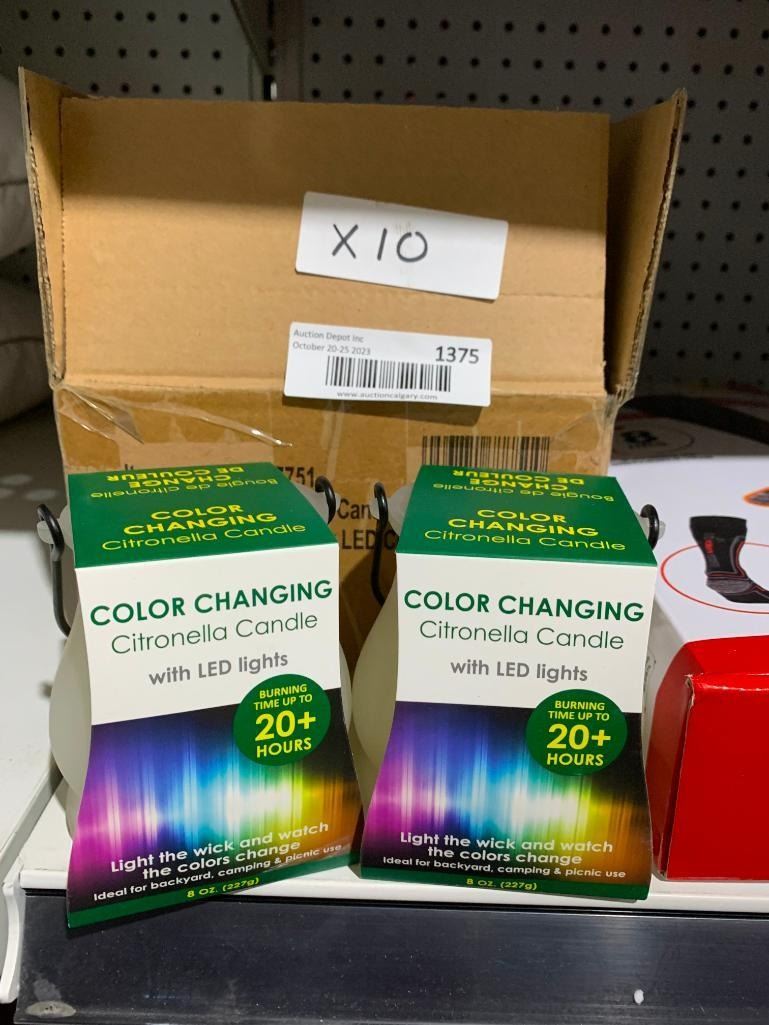 X 10
Auction Depot Inc
October 20-25 2023
1375
www.auctioncalgary.com
7751
Can
LED
CHANGE
DE COULEUR
Bougie de citronelle
COLOR
CHANGING
Citronella Candle
COLOR CHANGING
Citronella Candle
with LED lights
BURNING
TIME UP TO
20+
HOURS
Light the wick and watch
the colors change
Ideal for backyard, camping & picnic use
8 OZ. (227g)
CHANGE
DE COULEUR
Bougie de citronelle
COLOR
CHANGING
Citronella Candle
COLOR CHANGING
Citronella Candle
with LED lights
BURNING
TIME UP TO
20+
HOURS
Light the wick and watch
the colors change
Ideal for backyard, camping & picnic use
8 OZ. (227g)